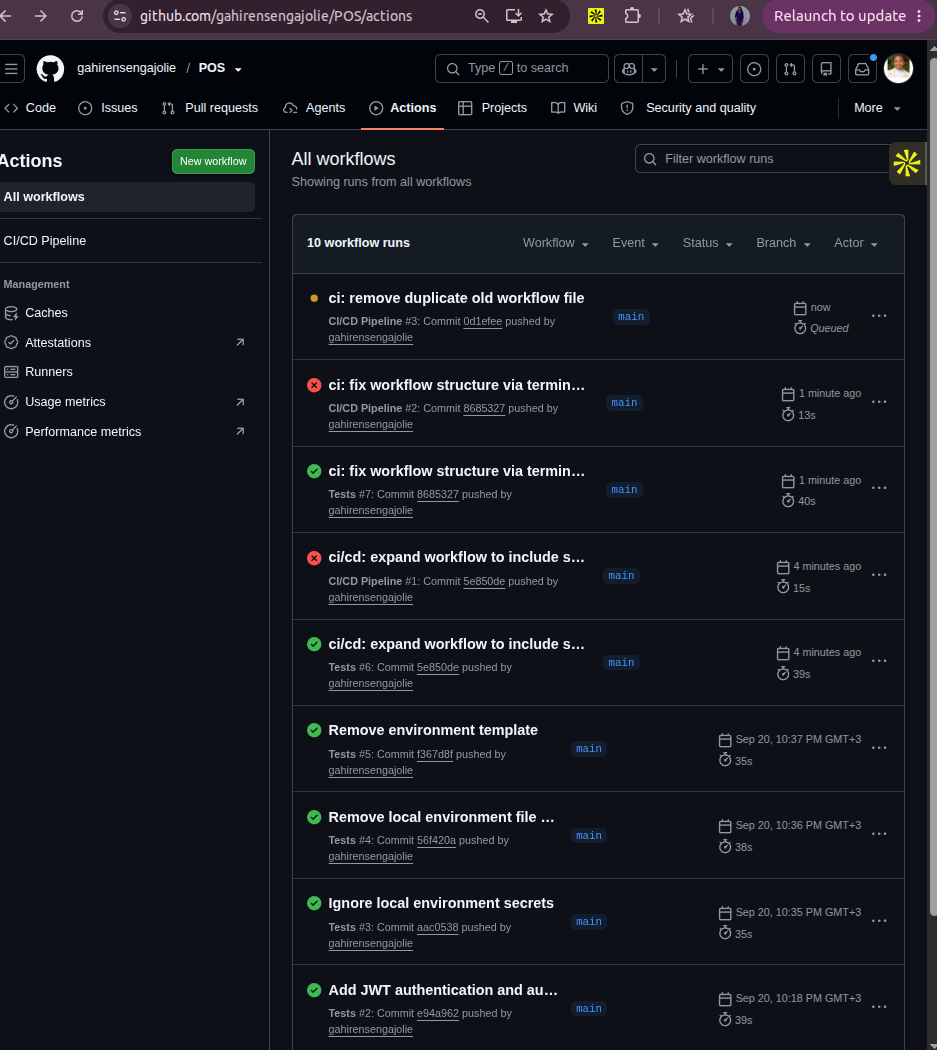 github.com/gahirensengajolie/POS/actions
Relaunch to update
gahirensengajolie / POS
Type / to search
Code
Issues
Pull requests
Agents
Actions
Projects
Wiki
Security and quality
More
Actions
New workflow
All workflows
CI/CD Pipeline
Management
Caches
Attestations
Runners
Usage metrics
Performance metrics
All workflows
Showing runs from all workflows
Filter workflow runs
10 workflow runs
Workflow
Event
Status
Branch
Actor
ci: remove duplicate old workflow file
CI/CD Pipeline #3: Commit 0d1efee pushed by
gahirensengajolie
main
now
Queued
ci: fix workflow structure via termin…
CI/CD Pipeline #2: Commit 8685327 pushed by
gahirensengajolie
main
1 minute ago
13s
ci: fix workflow structure via termin…
Tests #7: Commit 8685327 pushed by
gahirensengajolie
main
1 minute ago
40s
ci/cd: expand workflow to include s…
CI/CD Pipeline #1: Commit 5e850de pushed by
gahirensengajolie
main
4 minutes ago
15s
ci/cd: expand workflow to include s…
Tests #6: Commit 5e850de pushed by
gahirensengajolie
main
4 minutes ago
39s
Remove environment template
Tests #5: Commit f367d8f pushed by
gahirensengajolie
main
Sep 20, 10:37 PM GMT+3
35s
Remove local environment file …
Tests #4: Commit 56f420a pushed by
gahirensengajolie
main
Sep 20, 10:36 PM GMT+3
38s
Ignore local environment secrets
Tests #3: Commit aac0538 pushed by
gahirensengajolie
main
Sep 20, 10:35 PM GMT+3
35s
Add JWT authentication and au…
Tests #2: Commit e94a962 pushed by
gahirensengajolie
main
Sep 20, 10:18 PM GMT+3
39s